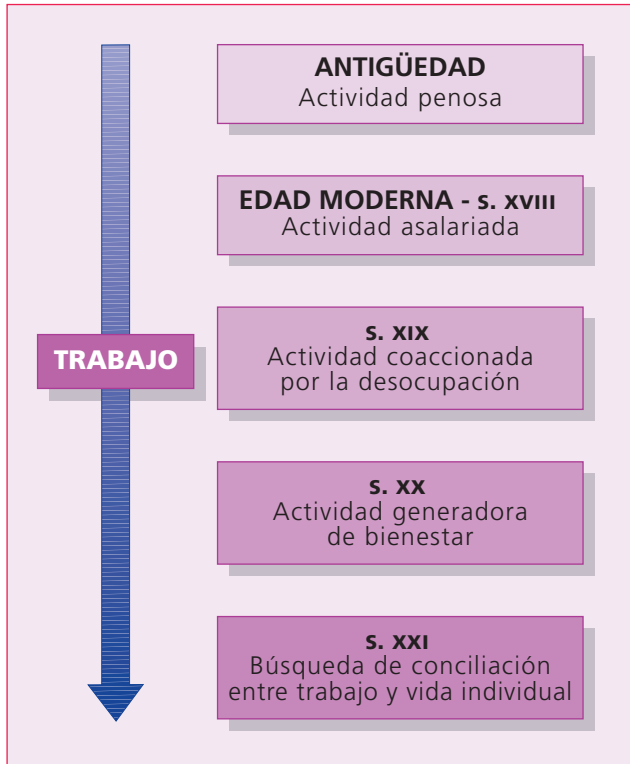 ANTIGÜEDAD
Actividad penosa
EDAD MODERNA - S. XVIII
Actividad asalariada
TRABAJO
S. XIX
Actividad coaccionada
por la desocupación
S. XX
Actividad generadora
de bienestar
S. XXI
Búsqueda de conciliación
entre trabajo y vida individual